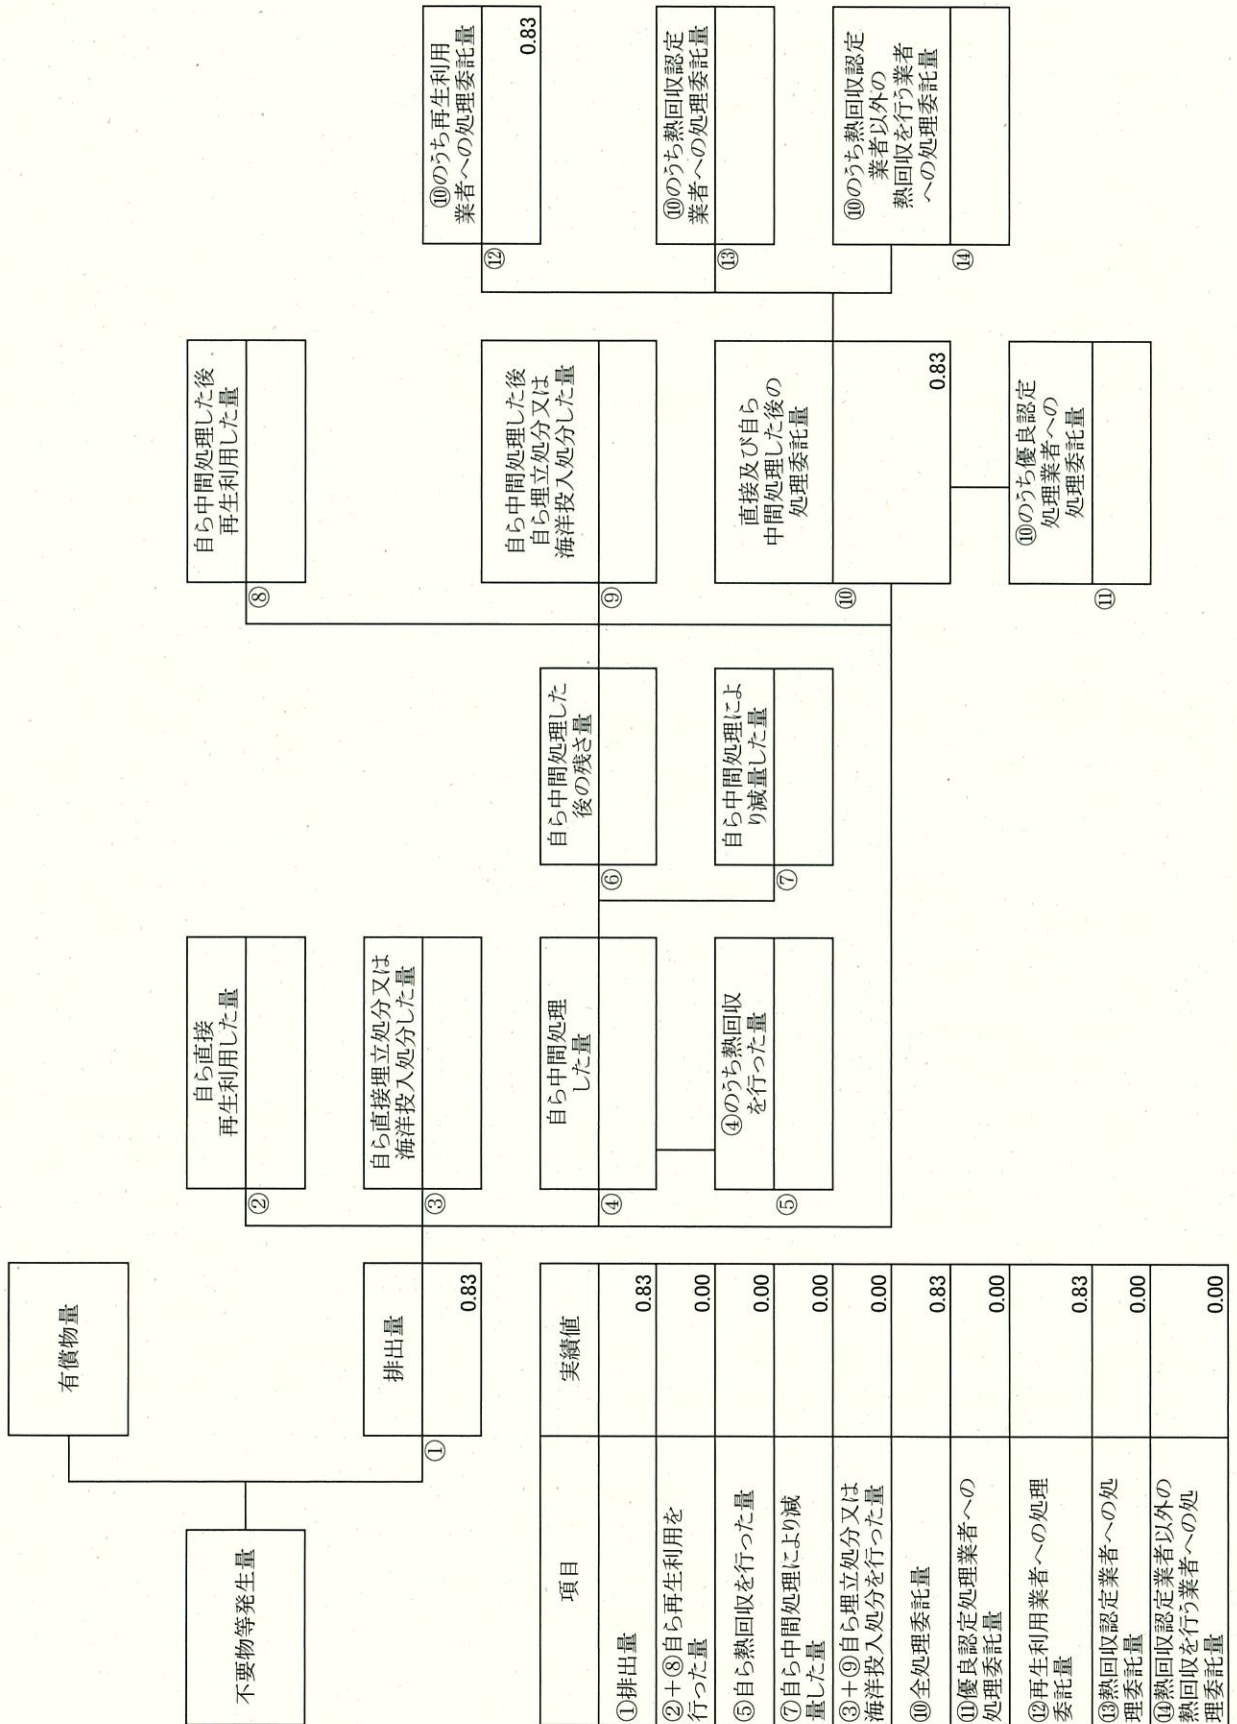 不要物等発生量
有償物量
①
排出量
0.83
②
自ら直接
再生利用した量
③
自ら直接埋立処分又は
海洋投入処分した量
④
自ら中間処理
した量
⑤
④のうち熱回収
を行った量
⑥
自ら中間処理した
後の残さ量
⑦
自ら中間処理によ
り減量した量
⑧
自ら中間処理した後
再生利用した量
⑨
自ら中間処理した後
自ら埋立処分又は
海洋投入処分した量
⑩
直接及び自ら
中間処理した後の
処理委託量
0.83
⑪
⑩のうち優良認定
処理業者への
処理委託量
⑫
⑩のうち再生利用
業者への処理委託量
0.83
⑬
⑩のうち熱回収認定
業者への処理委託量
⑭
⑩のうち熱回収認定
業者以外の
熱回収を行う業者
への処理委託量
項目 実績値
①排出量 0.83
②+⑧自ら再生利用を
行った量 0.00
⑤自ら熱回収を行った量 0.00
⑦自ら中間処理により減
量した量 0.00
③+⑨自ら埋立処分又は
海洋投入処分を行った量 0.00
⑩全処理委託量 0.83
⑪優良認定処理業者への
処理委託量 0.00
⑫再生利用業者への処理
委託量 0.83
⑬熱回収認定業者への処
理委託量 0.00
⑭熱回収認定業者以外の
熱回収を行う業者への処
理委託量 0.00